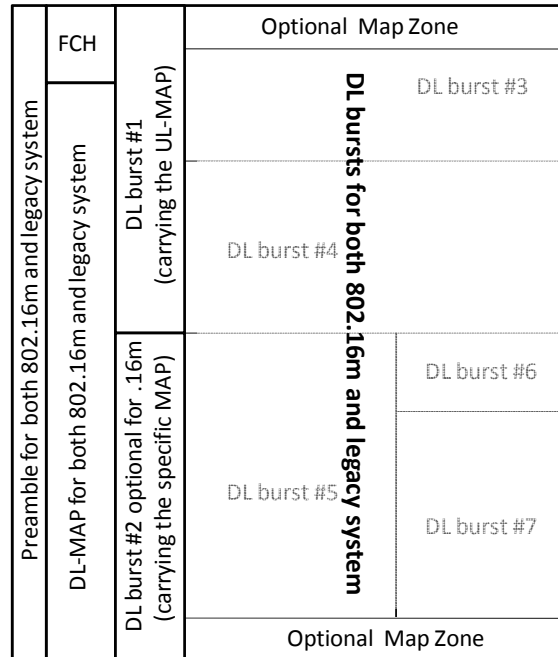 Preamble for both 802.16m and legacy system
FCH
DL-MAP for both 802.16m and legacy system
DL burst #1
(carrying the UL-MAP)
DL burst #2 optional for .16m
(carrying the specific MAP)
Optional Map Zone
DL burst #3
DL bursts for both 802.16m and legacy system
DL burst #4
DL burst #6
DL burst #5
DL burst #7
Optional Map Zone